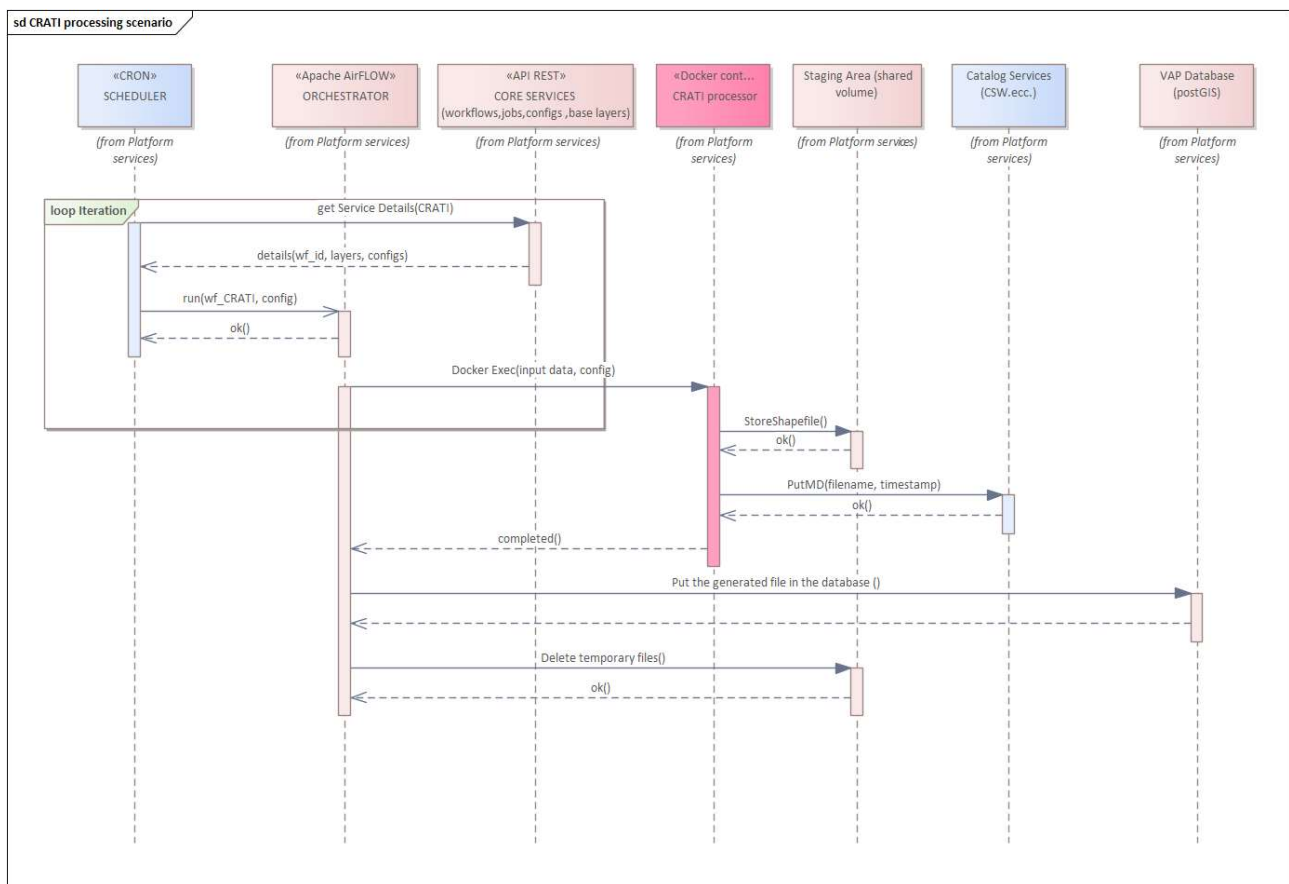 sd CRATI processing scenario
«CRON»
SCHEDULER
(from Platform
services)
«Apache AirFLOW»
ORCHESTRATOR
(from Platform services)
«API REST»
CORE SERVICES
(workflows,jobs,configs ,base layers)
(from Platform services)
«Docker cont...
CRATI processor
(from Platform
services)
Staging Area (shared
volume)
(from Platform services)
Catalog Services
(CSW.ecc.)
(from Platform
services)
VAP Database
(postGIS)
(from Platform
services)
loop Iteration
get Service Details(CRATI)
details(wf_id, layers, configs)
run(wf_CRATI, config)
ok()
Docker Exec(input data, config)
StoreShapefile()
ok()
PutMD(filename, timestamp)
ok()
completed()
Put the generated file in the database ()
Delete temporary files()
ok()